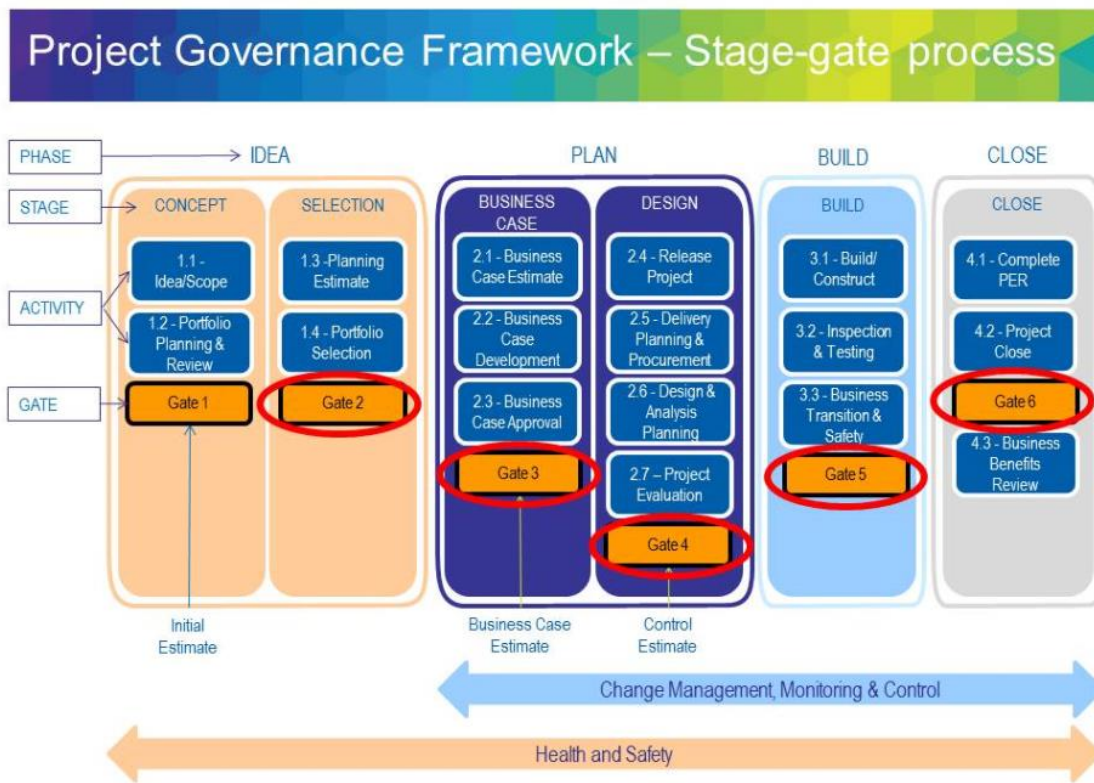 Project Governance Framework – Stage-gate process
PHASE
IDEA
PLAN
BUILD
CLOSE
STAGE
CONCEPT
SELECTION
BUSINESS
CASE
DESIGN
BUILD
CLOSE
ACTIVITY
1.1 -
Idea/Scope
1.2 - Portfolio
Planning &
Review
GATE
Gate 1
1.3 -Planning
Estimate
1.4 - Portfolio
Selection
Gate 2
2.1 - Business
Case Estimate
2.2 - Business
Case
Development
2.3 - Business
Case Approval
Gate 3
2.4 – Release
Project
2.5 - Delivery
Planning &
Procurement
2.6 - Design &
Analysis
Planning
2.7 – Project
Evaluation
Gate 4
3.1 - Build/
Construct
3.2 - Inspection
& Testing
3.3 - Business
Transition &
Safety
Gate 5
4.1 - Complete
PER
4.2 - Project
Close
Gate 6
4.3 - Business
Benefits
Review
Initial
Estimate
Business Case
Estimate
Control
Estimate
Change Management, Monitoring & Control
Health and Safety